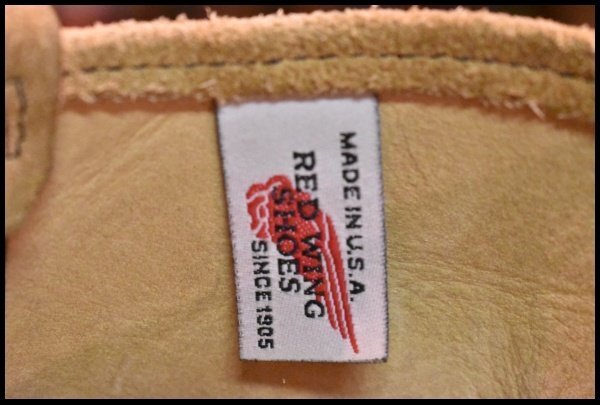 MADE IN U.S.A.
RED WING
SHOES
SINCE 1905